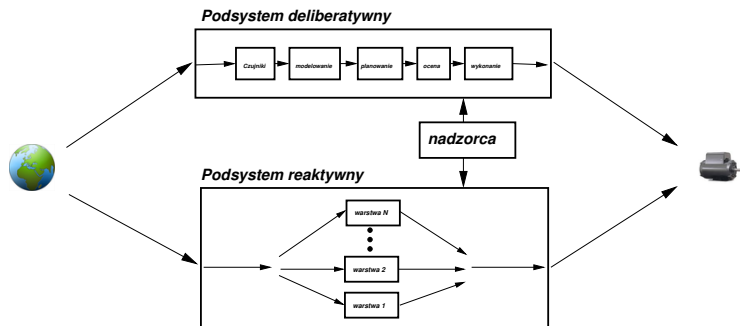 Podsystem deliberatywny
Czujniki modelowanie planowanie ocena wykonanie
nadzorca
Podsystem reaktywny
warstwa N
warstwa 2
warstwa 1